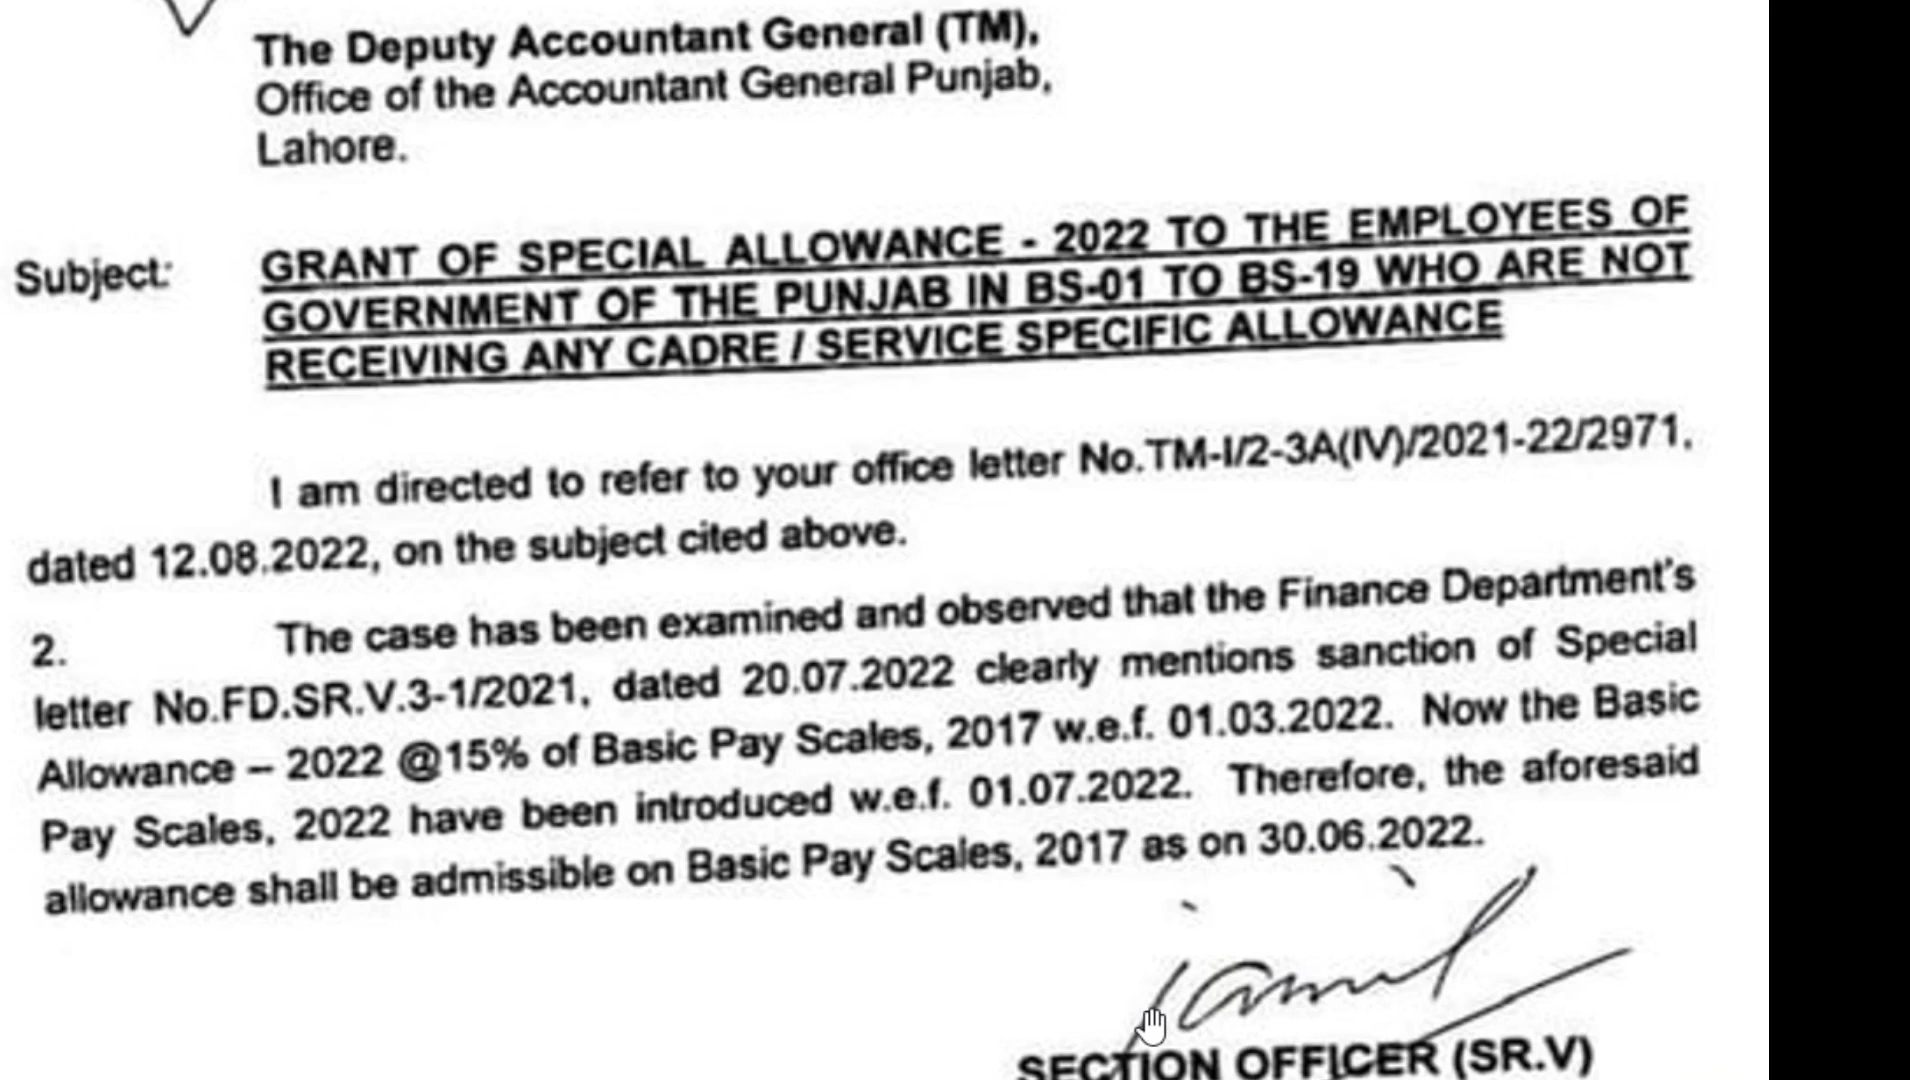 The Deputy Accountant General (TM),
Office of the Accountant General Punjab,
Lahore.
Subject: GRANT OF SPECIAL ALLOWANCE - 2022 TO THE EMPLOYEES OF
GOVERNMENT OF THE PUNJAB IN BS-01 TO BS-19 WHO ARE NOT
RECEIVING ANY CADRE / SERVICE SPECIFIC ALLOWANCE
I am directed to refer to your office letter No.TM-I/2-3A(IV)/2021-22/2971,
dated 12.08.2022, on the subject cited above.
2. The case has been examined and observed that the Finance Department's
letter No.FD.SR.V.3-1/2021, dated 20.07.2022 clearly mentions sanction of Special
Allowance – 2022 @15% of Basic Pay Scales, 2017 w.e.f. 01.03.2022. Now the Basic
Pay Scales, 2022 have been introduced w.e.f. 01.07.2022. Therefore, the aforesaid
allowance shall be admissible on Basic Pay Scales, 2017 as on 30.06.2022.
SECTION OFFICER (SR.V)